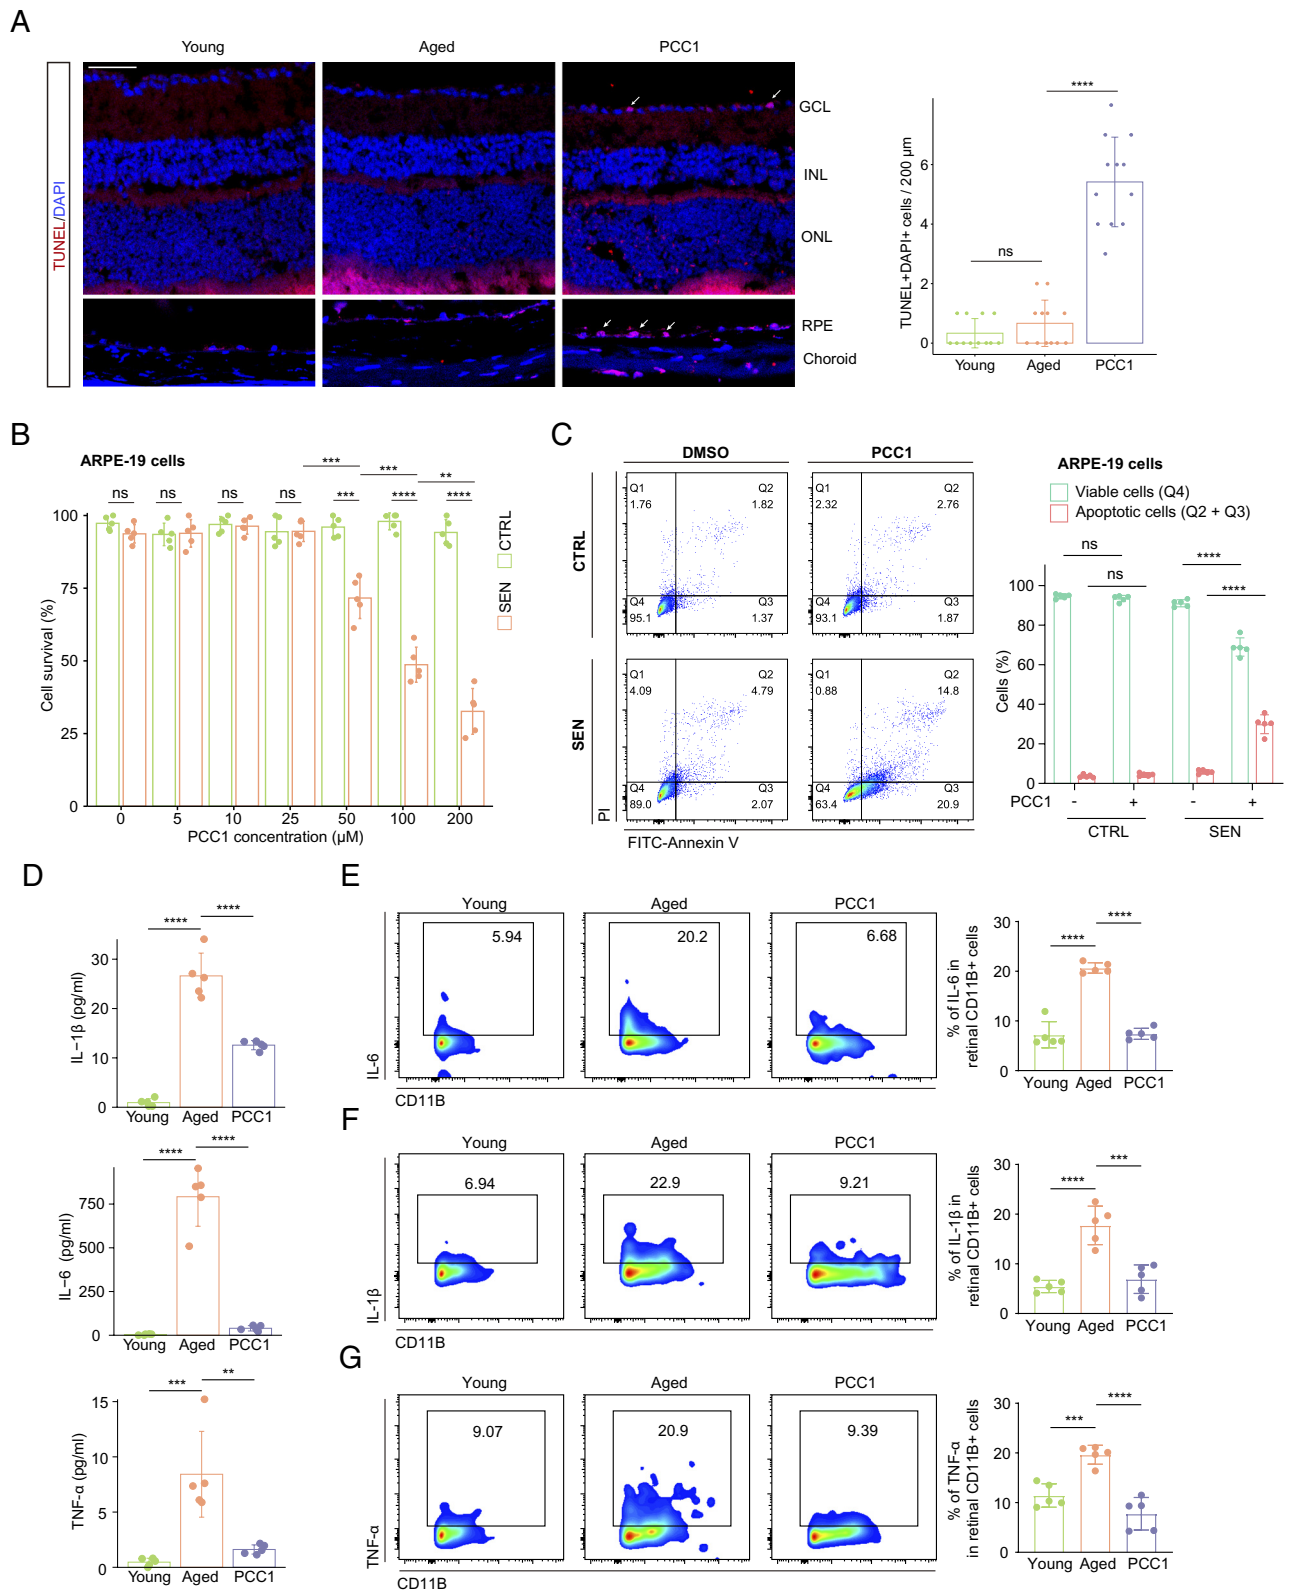 A
Young
Aged
PCC1
TUNEL/DAPI
GCL
INL
ONL
RPE
Choroid
TUNEL+DAPI+ cells / 200 µm
6
4
2
0
ns
****
Young
Aged
PCC1
B
ARPE-19 cells
Cell survival (%)
100
75
50
25
0
ns
ns
ns
ns
***
****
****
***
***
**
0
5
10
25
50
100
200
PCC1 concentration (µM)
CTRL
SEN
C
DMSO
PCC1
CTRL
SEN
Q1
1.76
Q2
1.82
Q4
95.1
Q3
1.37
Q1
2.32
Q2
2.76
Q4
93.1
Q3
1.87
Q1
4.09
Q2
4.79
Q4
89.0
Q3
2.07
Q1
0.88
Q2
14.8
Q4
63.4
Q3
20.9
PI
FITC-Annexin V
ARPE-19 cells
Viable cells (Q4)
Apoptotic cells (Q2 + Q3)
Cells (%)
100
80
60
40
20
0
ns
ns
****
****
PCC1
-
+
-
+
CTRL
SEN
D
IL−1β (pg/ml)
30
20
10
0
****
****
Young
Aged
PCC1
IL−6 (pg/ml)
750
500
250
0
****
****
Young
Aged
PCC1
TNF-α (pg/ml)
15
10
5
0
***
**
Young
Aged
PCC1
E
Young
Aged
PCC1
5.94
20.2
6.68
IL-6
CD11B
% of IL-6 in
retinal CD11B+ cells
30
20
10
0
****
****
Young
Aged
PCC1
F
Young
Aged
PCC1
6.94
22.9
9.21
IL-1β
CD11B
% of IL-1β in
retinal CD11B+ cells
30
20
10
0
****
***
Young
Aged
PCC1
G
Young
Aged
PCC1
9.07
20.9
9.39
TNF-α
CD11B
% of TNF-α
in retinal CD11B+ cells
30
20
10
0
***
****
Young
Aged
PCC1